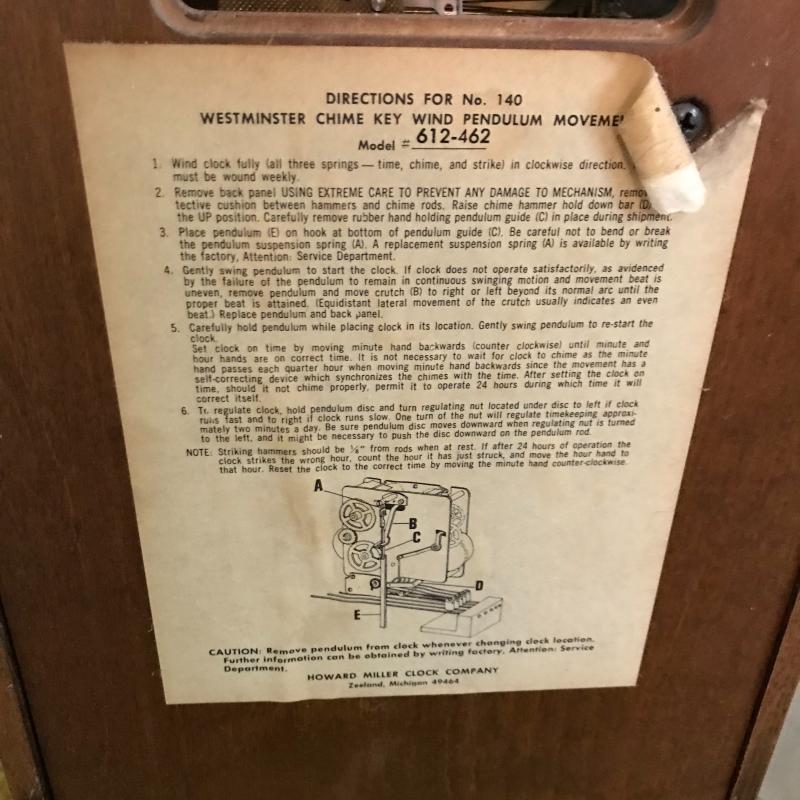 DIRECTIONS FOR No. 140
WESTMINSTER CHIME KEY WIND PENDULUM
Model # 612-462
1. Wind clock fully (all three springs — time, chime, and strike) in clockwise direction.
must be wound weekly.
2. Remove back panel USING EXTREME CARE TO PREVENT ANY DAMAGE TO MECHANISM,
tective cushion between hammers and chime rods. Raise chime hammer hold down bar (D)
the UP position. Carefully remove rubber hand holding pendulum guide (C) in place during shipment.
3. Place pendulum (E) on hook at bottom of pendulum guide (C). Be careful not to bend or break
the pendulum suspension spring (A). A replacement suspension spring (A) is available by writing
the factory, Attention: Service Department.
4. Gently swing pendulum to start the clock. If clock does not operate satisfactorily, as evidenced
by the failure of the pendulum to remain in continuous swinging motion and movement beat is
uneven, remove pendulum and move crutch (B) to right or left beyond its normal arc until the
proper beat is attained. (Equidistant lateral movement of the crutch usually indicates an even
beat.) Replace pendulum and back panel.
5. Carefully hold pendulum while placing clock in its location. Gently swing pendulum to re-start the
clock.
Set clock on time by moving minute hand backwards (counter clockwise) until minute and
hour hands are on correct time. It is not necessary to wait for clock to chime as the minute
hand passes each quarter hour when moving minute hand backwards since the movement has a
self-correcting device which synchronizes the chimes with the time. After setting the clock on
time, should it not chime properly, permit it to operate 24 hours during which time it will
correct itself.
6. To regulate clock, hold pendulum disc and turn regulating nut located under disc to left if clock
runs fast and to right if clock runs slow. One turn of the nut will regulate timekeeping approxi-
mately two minutes a day. Be sure pendulum disc moves downward when regulating nut is turned
to the left, and it might be necessary to push the disc downward on the pendulum rod.
NOTE: Striking hammers should be ⅛" from rods when at rest. If after 24 hours of operation the
clock strikes the wrong hour, count the hour it has just struck, and move the hour hand to
that hour. Reset the clock to the correct time by moving the minute hand counter-clockwise.
A
B
C
D
E
CAUTION: Remove pendulum from clock whenever changing clock location.
Further information can be obtained by writing factory, Attention: Service
Department.
HOWARD MILLER CLOCK COMPANY
Zeeland, Michigan 49464